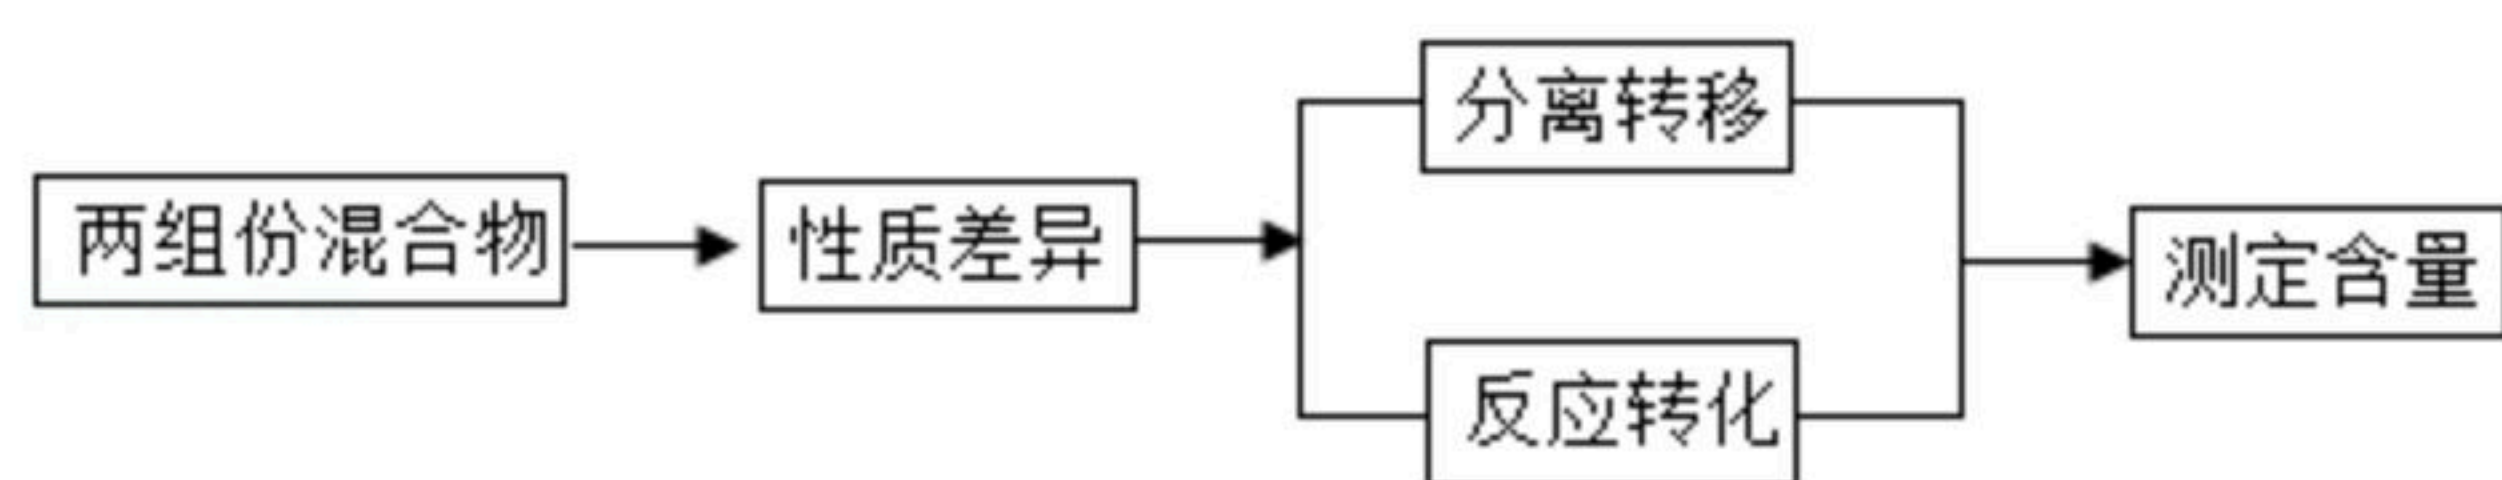 两组份混合物
性质差异
分离转移
反应转化
测定含量